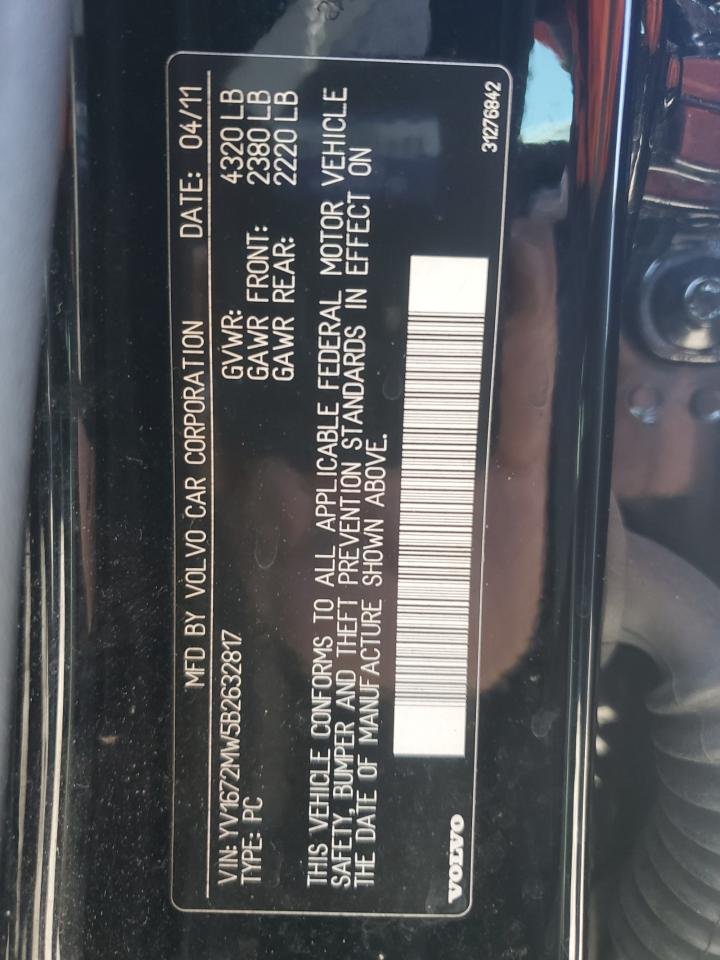 MFD BY VOLVO CAR CORPORATION DATE: 04/11
VIN: YV1672MW5B2632817 GVWR: 4320 LB
TYPE: PC GAWR FRONT: 2380 LB
GAWR REAR: 2220 LB
THIS VEHICLE CONFORMS TO ALL APPLICABLE FEDERAL MOTOR VEHICLE
SAFETY, BUMPER AND THEFT PREVENTION STANDARDS IN EFFECT ON
THE DATE OF MANUFACTURE SHOWN ABOVE.
VOLVO 31276842